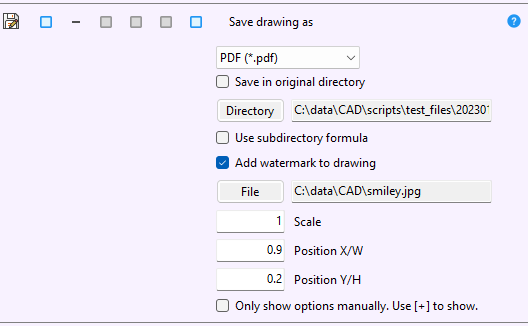 Save drawing as
?
PDF (*.pdf)
Save in original directory
Directory C:\data\CAD\scripts\test_files\20230
Use subdirectory formula
Add watermark to drawing
File C:\data\CAD\smiley.jpg
1 Scale
0.9 Position X/W
0.2 Position Y/H
Only show options manually. Use [+] to show.